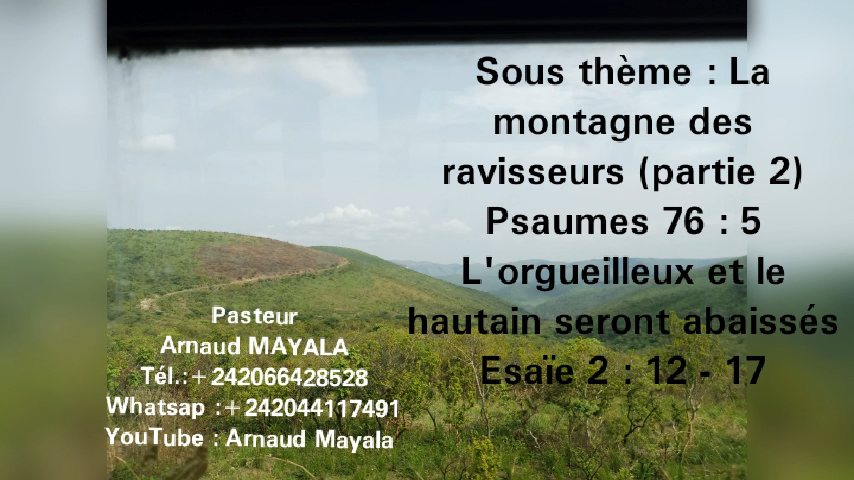 Sous thème : La
montagne des
ravisseurs (partie 2)
Psaumes 76 : 5
L'orgueilleux et le
hautain seront abaissés
Esaïe 2 : 12 - 17
Pasteur
Arnaud MAYALA
Tél.:+242066428528
Whatsap :+242044117491
YouTube : Arnaud Mayala